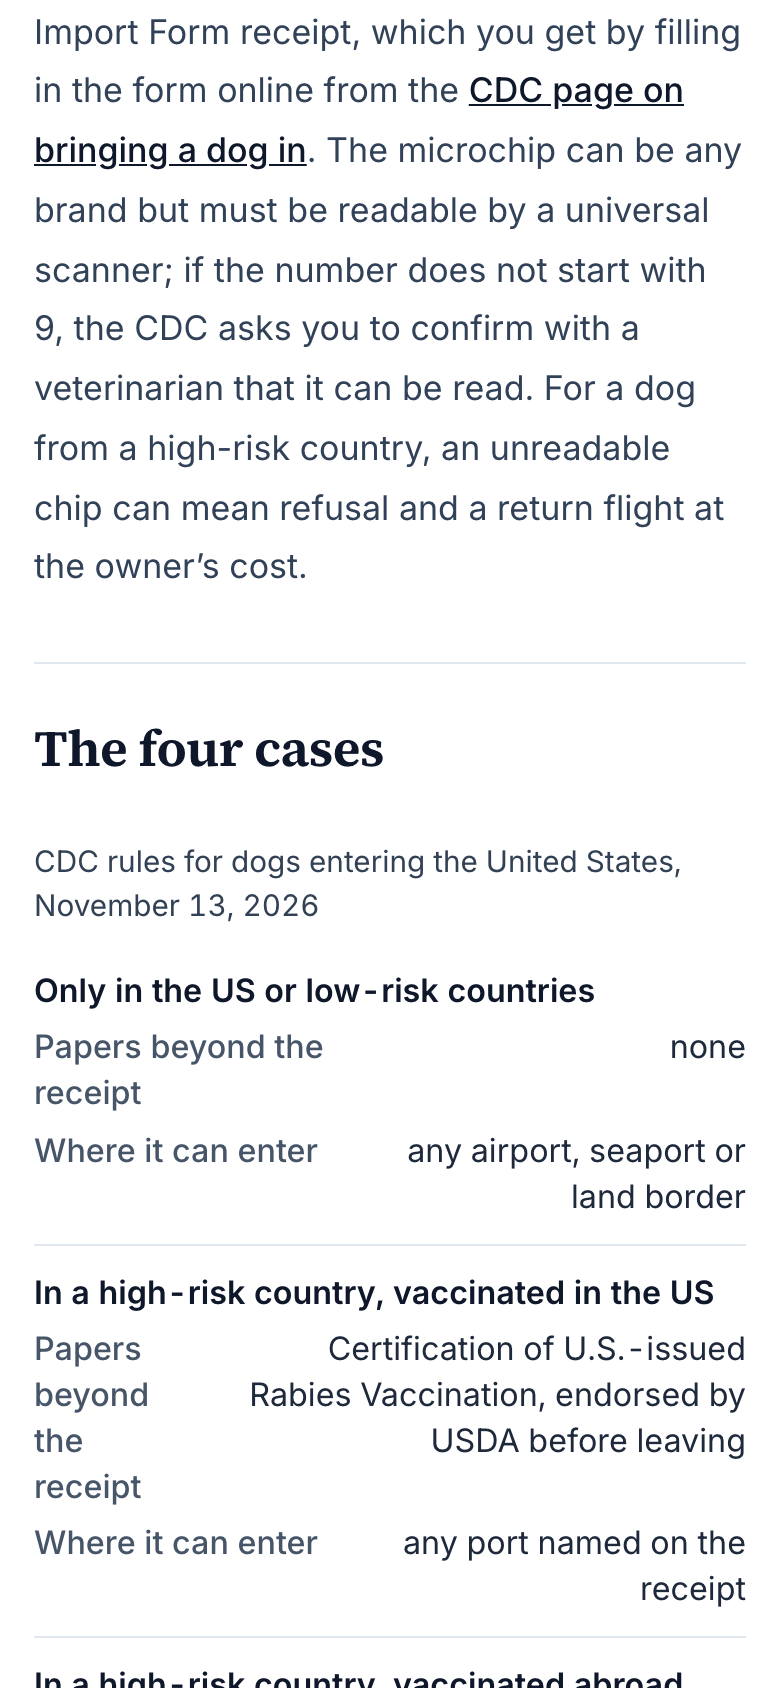 Import Form receipt, which you get by filling
in the form online from the CDC page on
bringing a dog in. The microchip can be any
brand but must be readable by a universal
scanner; if the number does not start with
9, the CDC asks you to confirm with a
veterinarian that it can be read. For a dog
from a high-risk country, an unreadable
chip can mean refusal and a return flight at
the owner’s cost.
The four cases
CDC rules for dogs entering the United States,
November 13, 2026
Only in the US or low-risk countries
Papers beyond the
receipt
none
Where it can enter
any airport, seaport or
land border
In a high-risk country, vaccinated in the US
Papers
beyond
the
receipt
Certification of U.S.-issued
Rabies Vaccination, endorsed by
USDA before leaving
Where it can enter
any port named on the
receipt
In a high-risk country, vaccinated abroad